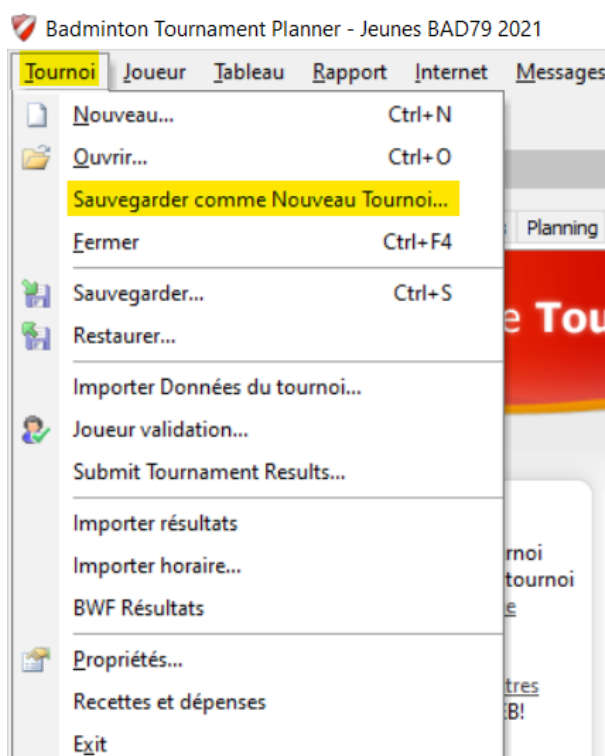 Badminton Tournament Planner - Jeunes BAD79 2021
Tournoi Joueur Tableau Rapport Internet Messages
Nouveau... Ctrl+N
Ouvrir... Ctrl+O
Sauvegarder comme Nouveau Tournoi...
Fermer Ctrl+F4
Planning
Sauvegarder... Ctrl+S
e Tou
Restaurer...
Importer Données du tournoi...
Joueur validation...
Submit Tournament Results...
Importer résultats
rnoi
Importer horaire...
tournoi
BWF Résultats
e
Propriétés...
tres
Recettes et dépenses
EB!
Exit